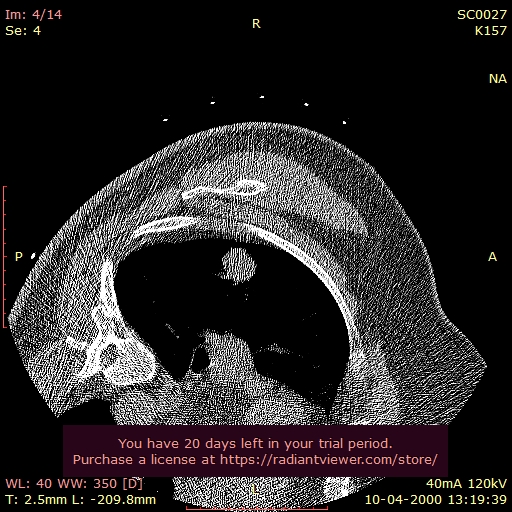 Im: 4/14
Se: 4
R
SC0027
K157
NA
P
A
You have 20 days left in your trial period.
Purchase a license at https://radiantviewer.com/store/
WL: 40 WW: 350 [D]
T: 2.5mm L: -209.8mm
L
40mA 120kV
10-04-2000 13:19:39